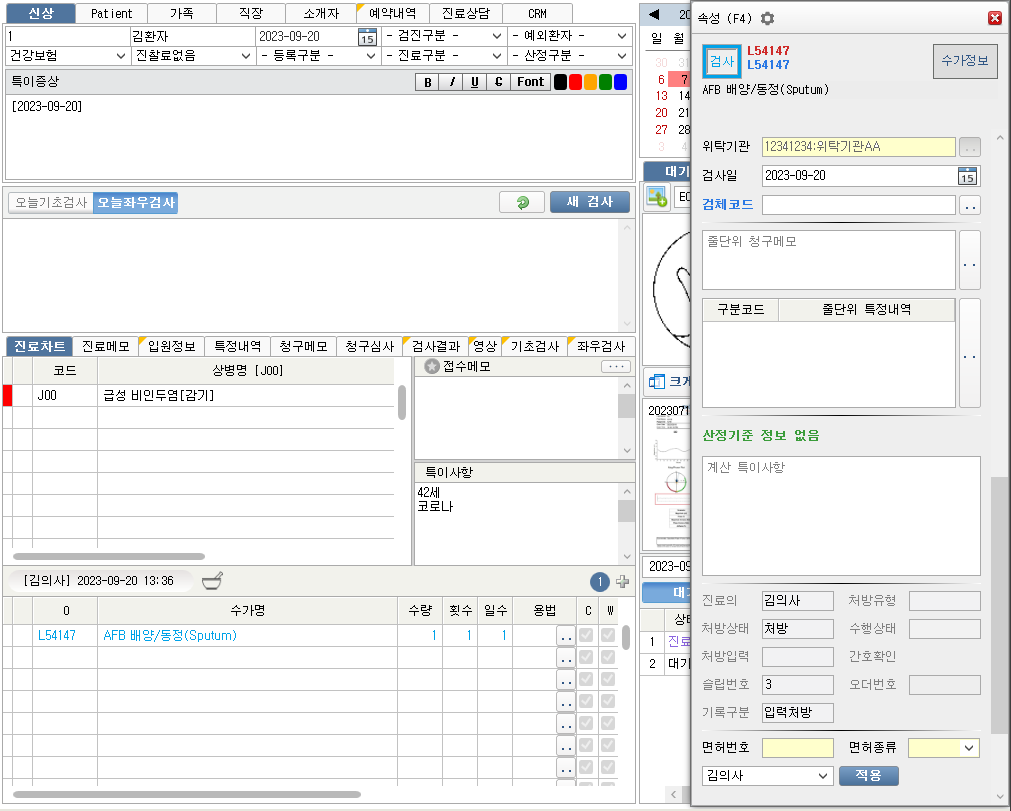 신상 Patient 가족 직장 소개자 예약내역 진료상담 CRM
1 김환자 2023-09-20 15 - 검진구분 - - 예외환자 -
건강보험 진찰료없음 - 등록구분 - - 진료구분 - - 산정구분 -
특이증상 B I U C Font
[2023-09-20]
오늘기초검사 오늘좌우검사 새 검사
진료차트 진료메모 입원정보 특정내역 청구메모 청구심사 검사결과 영상 기초검사 좌우검사
코드 상병명 [J00]
J00 급성 비인두염[감기]
접수메모 ...
특이사항
42세
코로나
[김의사] 2023-09-20 13:36 1
0 수가명 수량 횟수 일수 용법 C W
L54147 AFB 배양/동정(Sputum) 1 1 1 ..
..
..
..
..
..
..
20
일 월
30 31
6 7
13 14
20 21
27 28
3 4
대기
EC
크게
2023071
2023-09
대기
상태
1 진료
2 대기
속성 (F4)
검사 L54147
L54147
수가정보
AFB 배양/동정(Sputum)
위탁기관 12341234:위탁기관AA ..
검사일 2023-09-20 15
검체코드 ..
줄단위 청구메모 ..
구분코드 줄단위 특정내역
..
산정기준 정보 없음
계산 특이사항
진료의 김의사 처방유형
처방상태 처방 수행상태
처방입력 간호확인
슬립번호 3 오더번호
기록구분 입력처방
면허번호 면허종류
김의사 적용